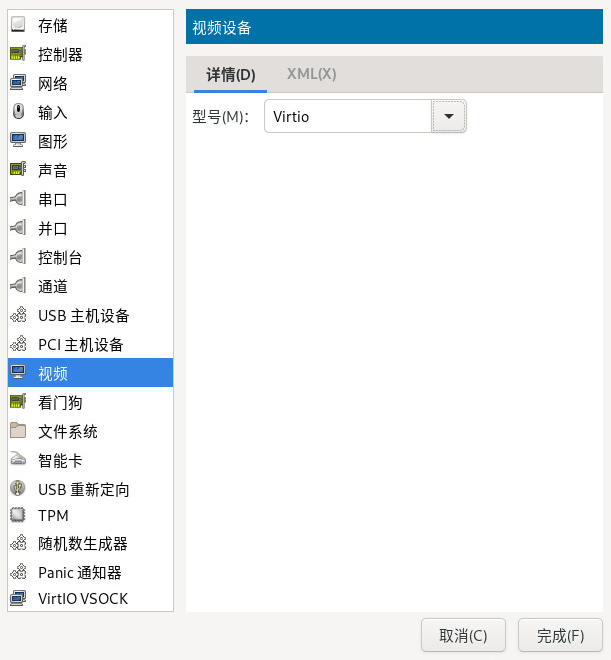 存储
控制器
网络
输入
图形
声音
串口
并口
控制台
通道
USB 主机设备
PCI 主机设备
视频
看门狗
文件系统
智能卡
USB 重新定向
TPM
随机数生成器
Panic 通知器
VirtIO VSOCK
视频设备
详情(D) XML(X)
型号(M)： Virtio
取消(C) 完成(F)